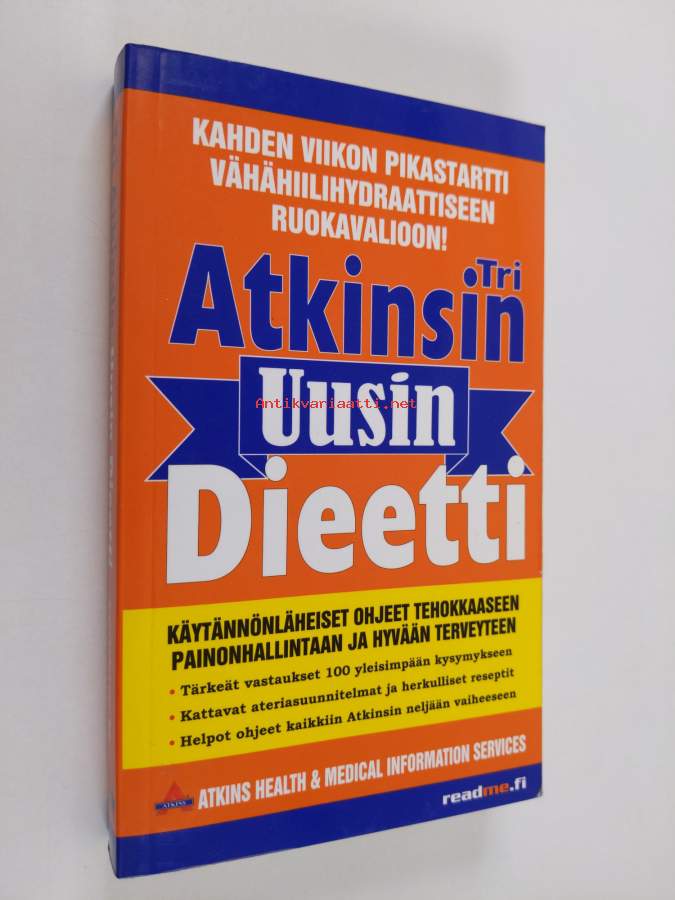 KAHDEN VIIKON PIKASTARTTI
VÄHÄHIILIHYDRAATTISEEN
RUOKAVALIOON!
Tri
Atkinsin
Uusin
Antikvariaatti.net
Dieetti
KÄYTÄNNÖNLÄHEISET OHJEET TEHOKKAASEEN
PAINONHALLINTAAN JA HYVÄÄN TERVEYTEEN
• Tärkeät vastaukset 100 yleisimpään kysymykseen
• Kattavat ateriasuunnitelmat ja herkulliset reseptit
• Helpot ohjeet kaikkiin Atkinsin neljään vaiheeseen
ATKINS
ATKINS HEALTH & MEDICAL INFORMATION SERVICES
readme.fi